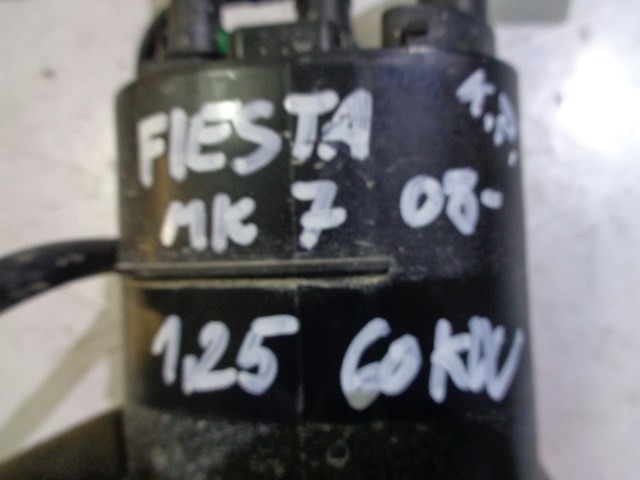 FIESTA K.P.
MK 7 08-
1,25 60KW